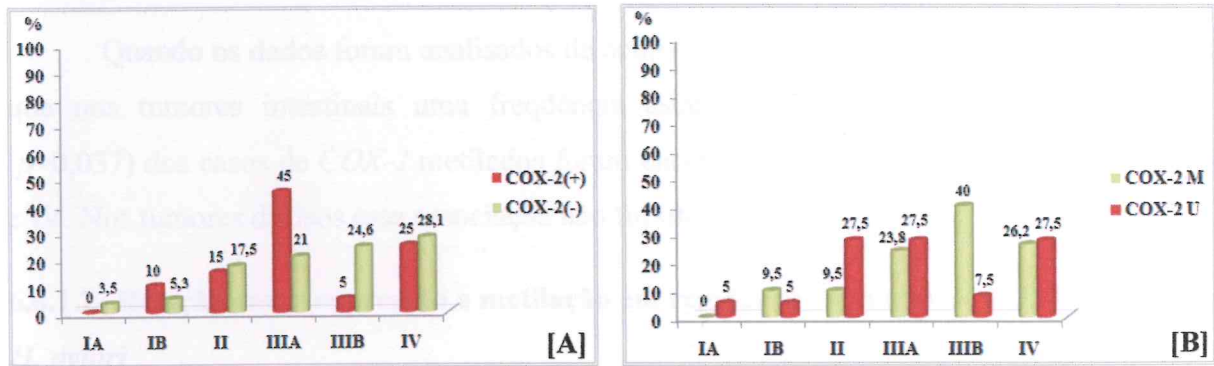 %
100
90
80
70
60
50
40
30
20
10
0
0 3,5 10 5,3 15 17,5 45 21 5 24,6 25 28,1
IA IB II IIIA IIIB IV
COX-2(+)
COX-2(-)
[A]
%
100
90
80
70
60
50
40
30
20
10
0
0 5 9,5 5 9,5 27,5 23,8 27,5 40 7,5 26,2 27,5
IA IB II IIIA IIIB IV
COX-2 M
COX-2 U
[B]
Quando os dados foram analisados
tumores intestinais uma freqüência
0,037) dos casos de COX-2 metilados foram
tumores
metilação